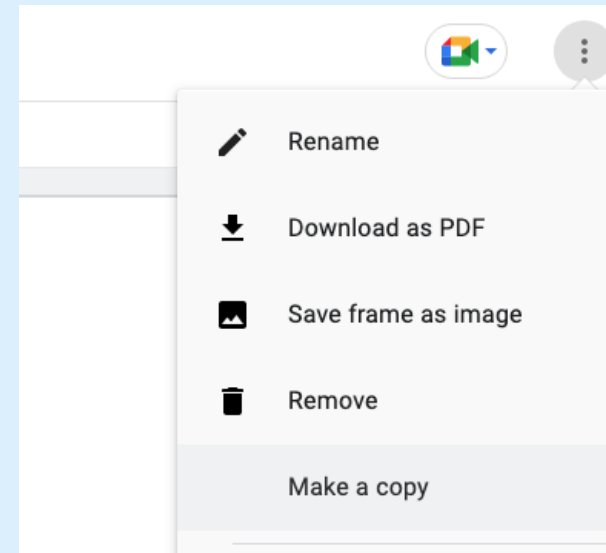 Rename
Download as PDF
Save frame as image
Remove
Make a copy